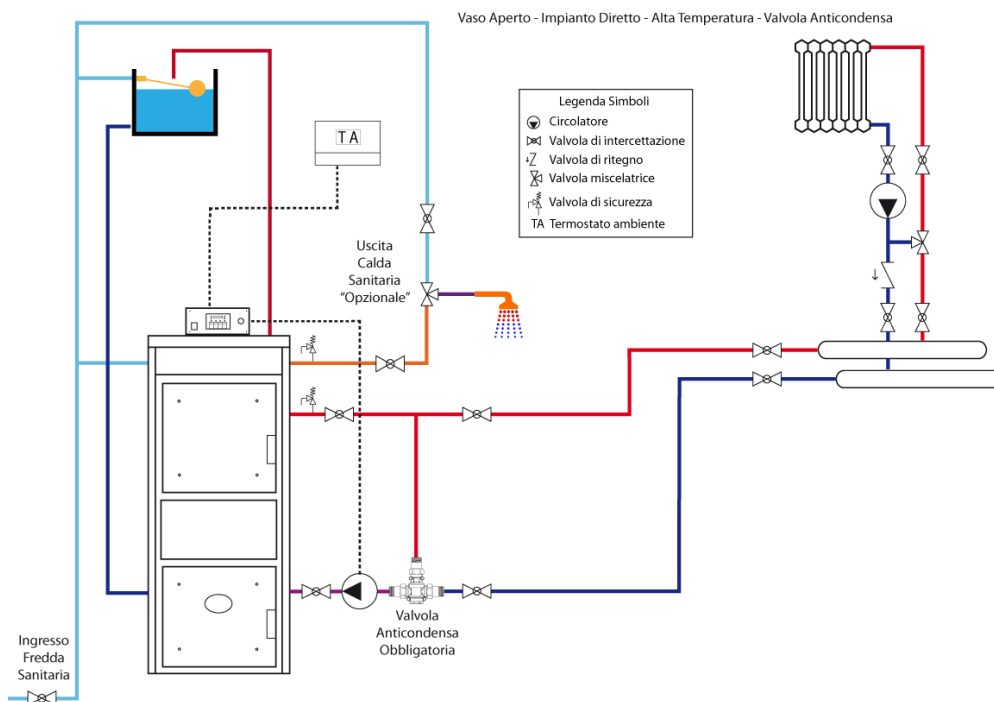 Vaso Aperto - Impianto Diretto - Alta Temperatura - Valvola Anticondensa
Legenda Simboli
Circolatore
Valvola di intercettazione
Valvola di ritegno
Valvola miscelatrice
Valvola di sicurezza
TA Termostato ambiente
TA
Uscita
Calda
Sanitaria
“Opzionale”
Valvola
Anticondensa
Obbligatoria
Ingresso
Fredda
Sanitaria